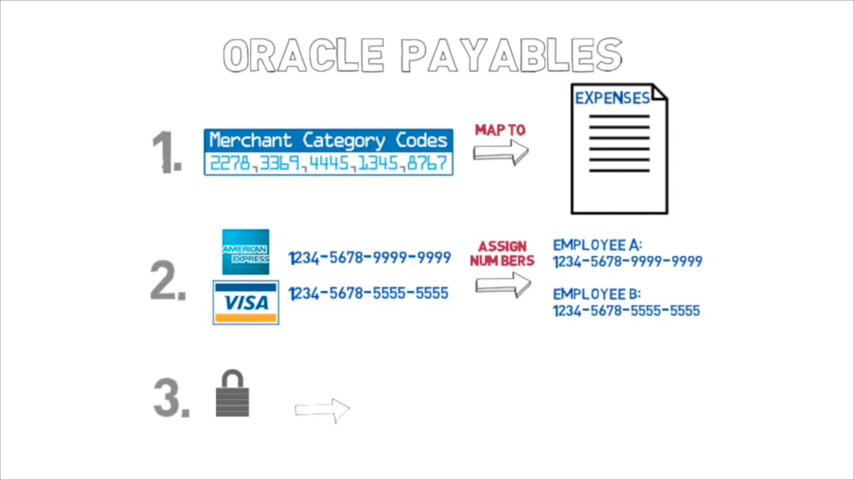 ORACLE PAYABLES
EXPENSES
1.
Merchant Category Codes
2278,3369,4445,1345,8767
MAP TO
2.
AMERICAN
EXPRESS
1234-5678-9999-9999
VISA
1234-5678-5555-5555
ASSIGN
NUMBERS
EMPLOYEE A:
1234-5678-9999-9999
EMPLOYEE B:
1234-5678-5555-5555
3.